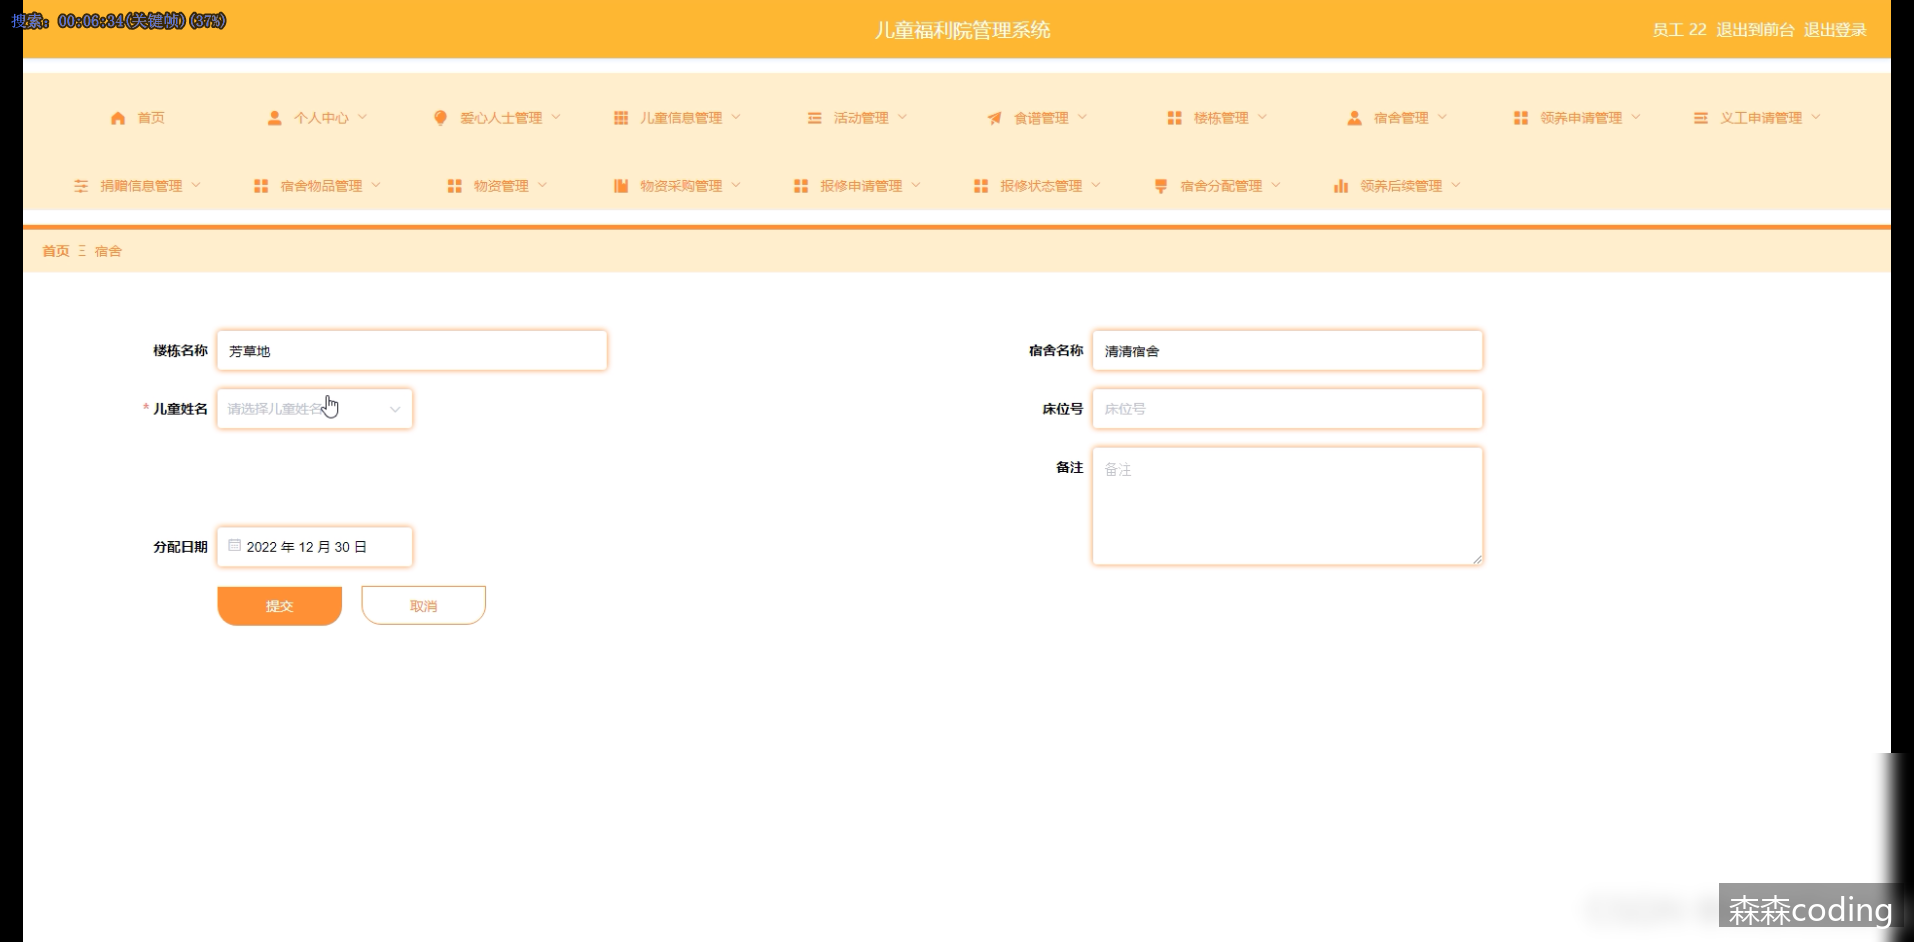 搜索: 00:06:34(关键帧)(37%)
儿童福利院管理系统
员工 22 退出到前台 退出登录
首页 个人中心 爱心人士管理 儿童信息管理 活动管理 食谱管理 楼栋管理 宿舍管理 领养申请管理 义工申请管理
捐赠信息管理 宿舍物品管理 物资管理 物资采购管理 报修申请管理 报修状态管理 宿舍分配管理 领养后续管理
首页 宿舍
楼栋名称 芳草地 宿舍名称 清清宿舍
* 儿童姓名 请选择儿童姓名 床位号 床位号
备注 备注
分配日期 2022 年 12 月 30 日
提交 取消
森森coding